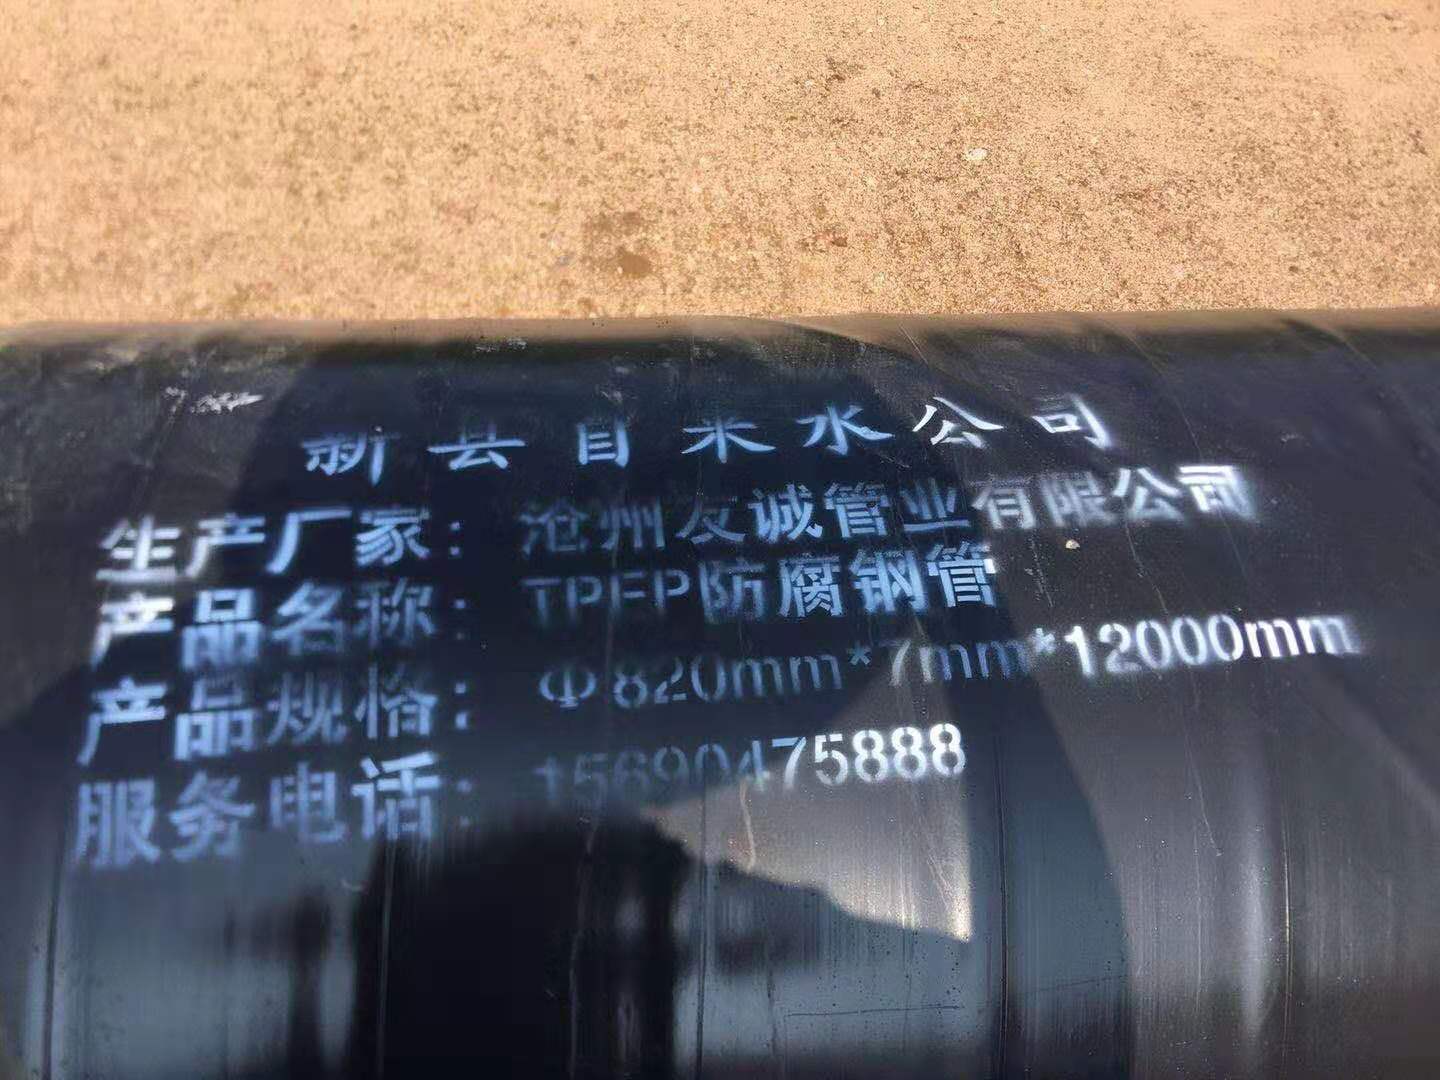 新县自来水公司
生产厂家：沧州友诚管业有限公司
产品名称：TPEP防腐钢管
产品规格：Φ820mm*7mm*12000mm
服务电话：15690475888